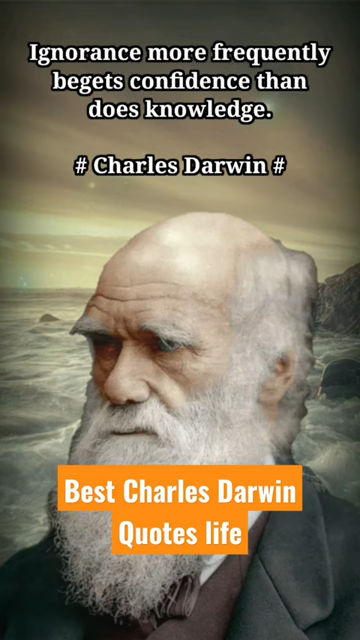 Ignorance more frequently
begets confidence than
does knowledge.
# Charles Darwin #
Best Charles Darwin
Quotes life